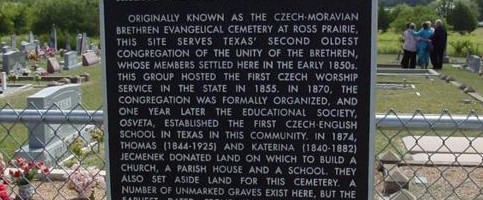 ORIGINALLY KNOWN AS THE CZECH-MORAVIAN
BRETHREN EVANGELICAL CEMETERY AT ROSS PRAIRIE,
THIS SITE SERVES TEXAS' SECOND OLDEST
CONGREGATION OF THE UNITY OF THE BRETHREN,
WHOSE MEMBERS SETTLED HERE IN THE EARLY 1850s.
THIS GROUP HOSTED THE FIRST CZECH WORSHIP
SERVICE IN THE STATE IN 1855. IN 1870, THE
CONGREGATION WAS FORMALLY ORGANIZED, AND
ONE YEAR LATER THE EDUCATIONAL SOCIETY,
OSVETA, ESTABLISHED THE FIRST CZECH-ENGLISH
SCHOOL IN TEXAS IN THIS COMMUNITY. IN 1874,
THOMAS (1844-1925) AND KATERINA (1840-1882)
JECMENEK DONATED LAND ON WHICH TO BUILD A
CHURCH, A PARISH HOUSE AND A SCHOOL. THEY
ALSO SET ASIDE LAND FOR THIS CEMETERY. A
NUMBER OF UNMARKED GRAVES EXIST HERE, BUT THE